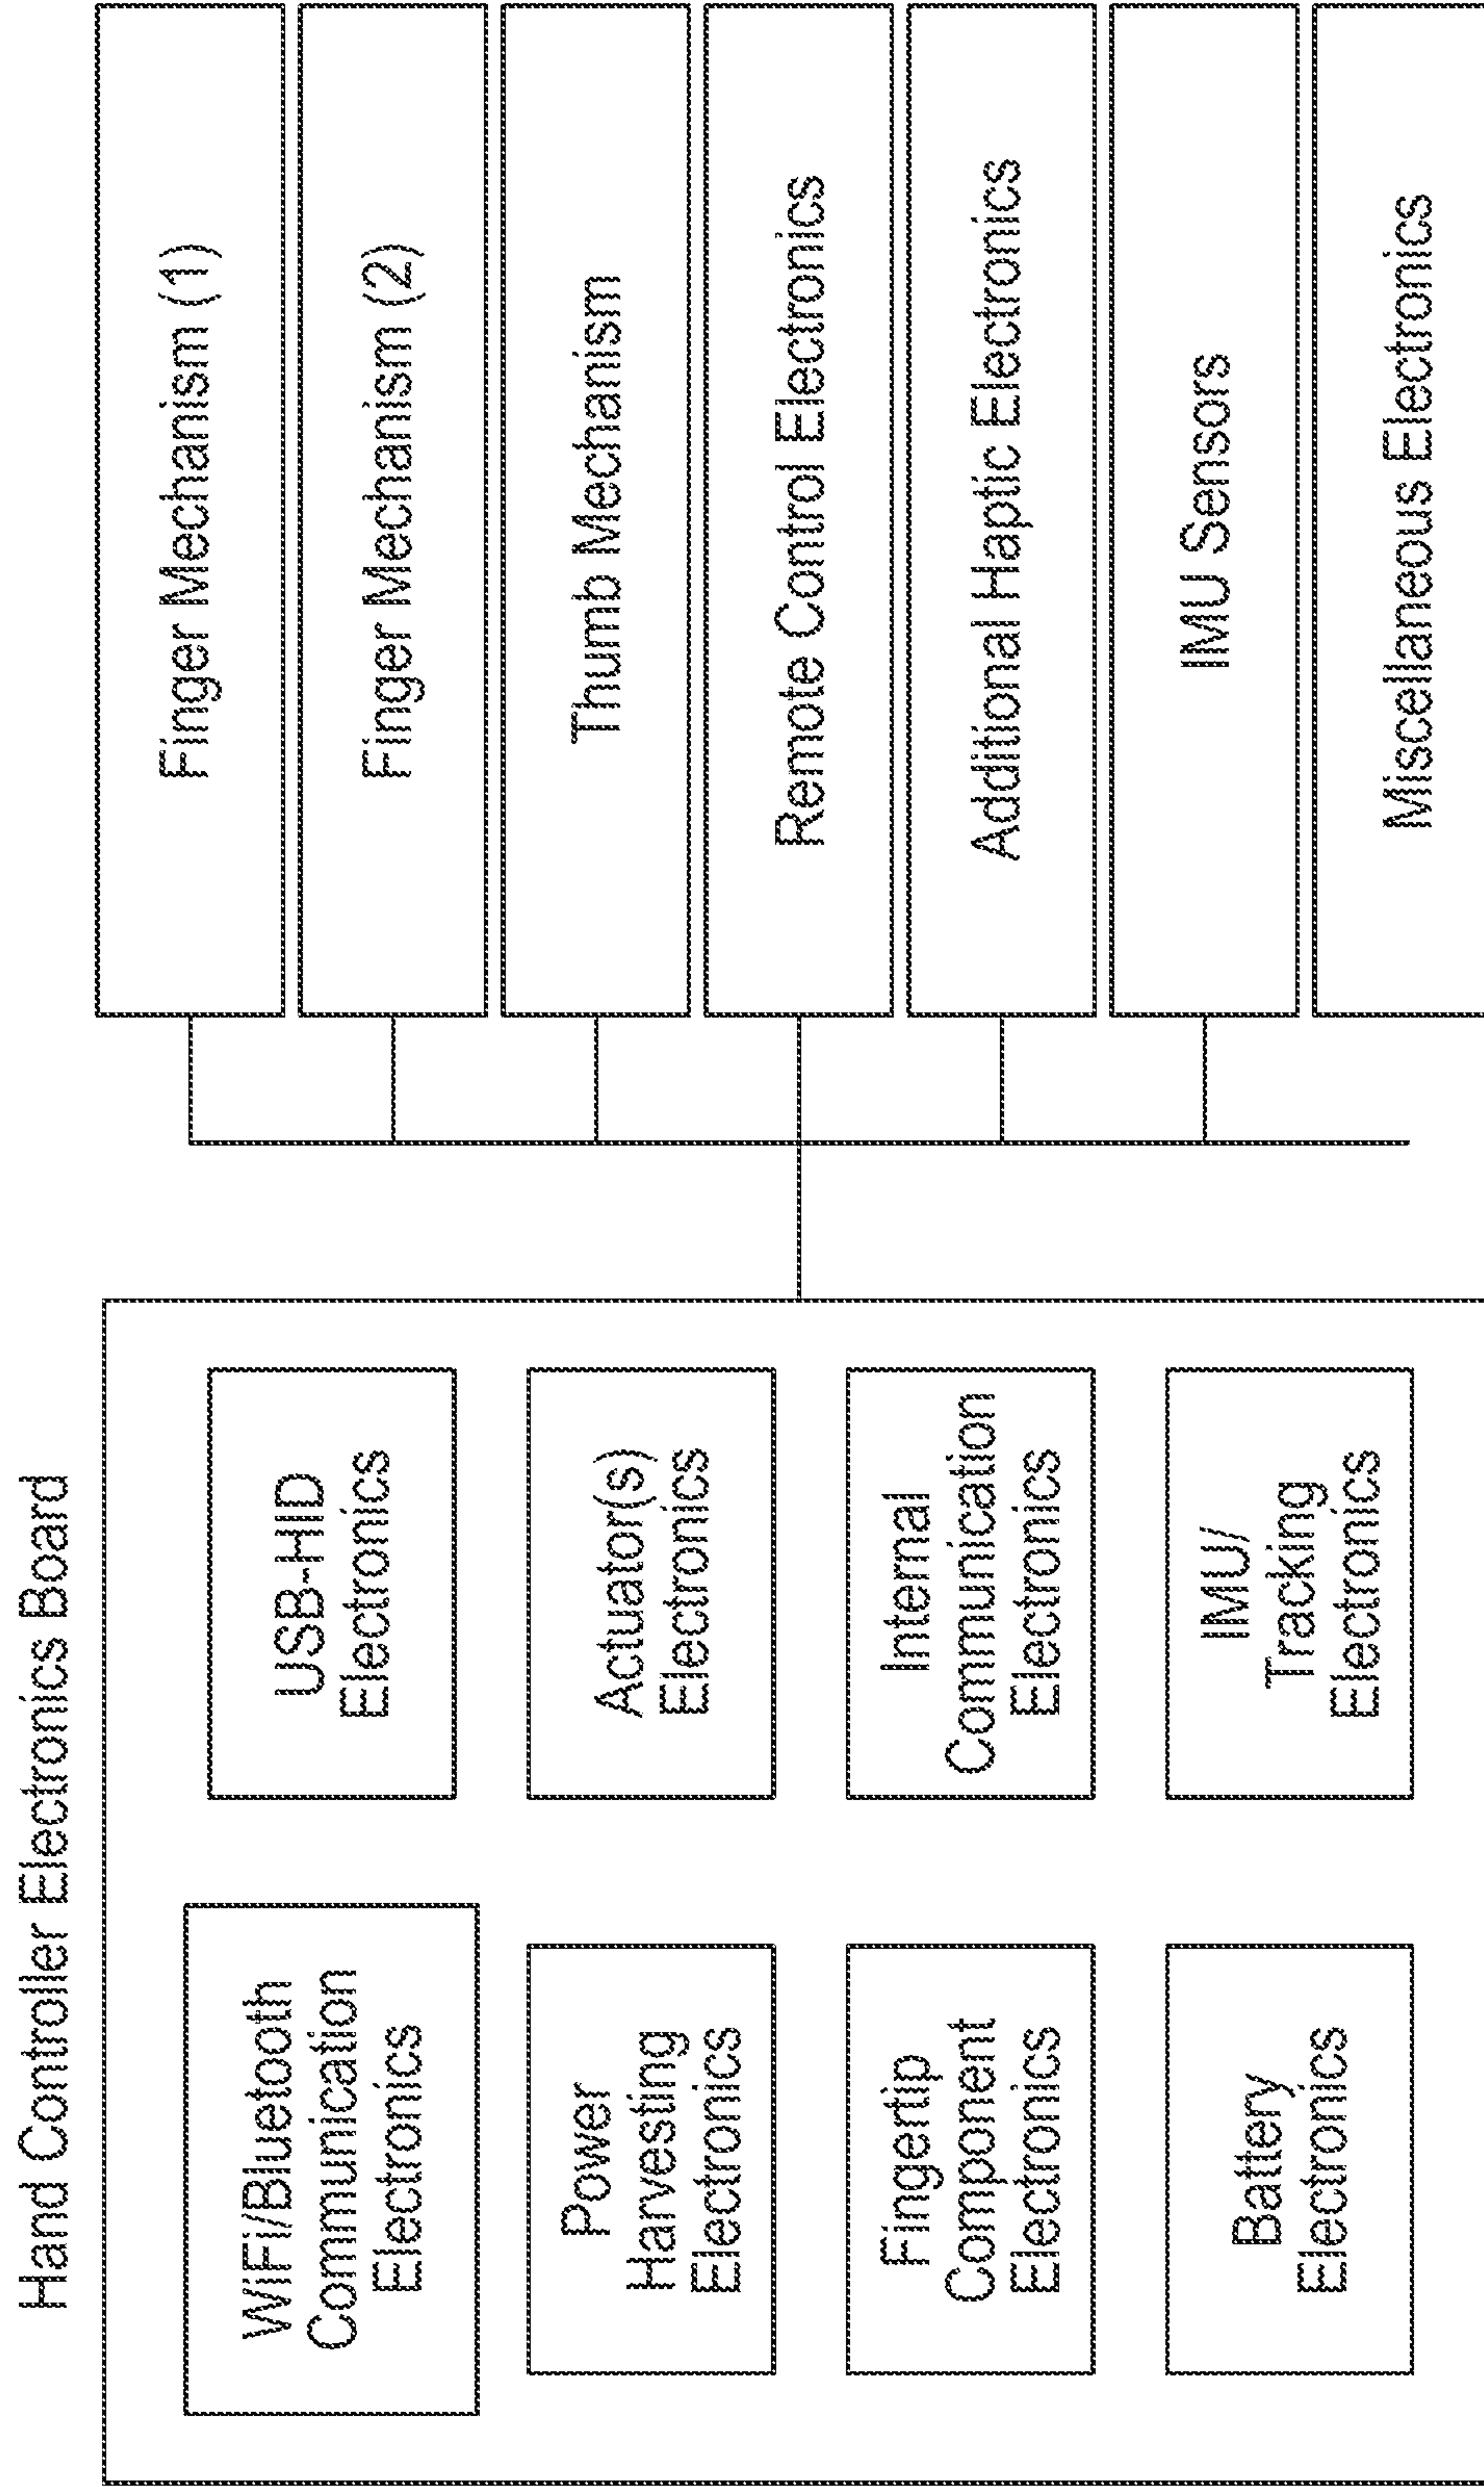 Hand Controller Electronics Board
WiFi/Bluetooth
Communication
Electronics
USB-HID
Electronics
Power
Harvesting
Electronics
Actuator(s)
Electronics
Fingertip
Component
Electronics
Internal
Communication
Electronics
Battery
Electronics
IMU/
Tracking
Electronics
Finger Mechanism (1)
Finger Mechanism (2)
Thumb Mechanism
Remote Control Electronics
Additional Haptic Electronics
IMU Sensors
Miscellaneous Electronics